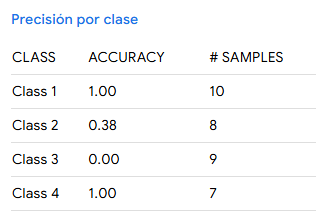 Precisión por clase
CLASS ACCURACY # SAMPLES
Class 1 1.00 10
Class 2 0.38 8
Class 3 0.00 9
Class 4 1.00 7